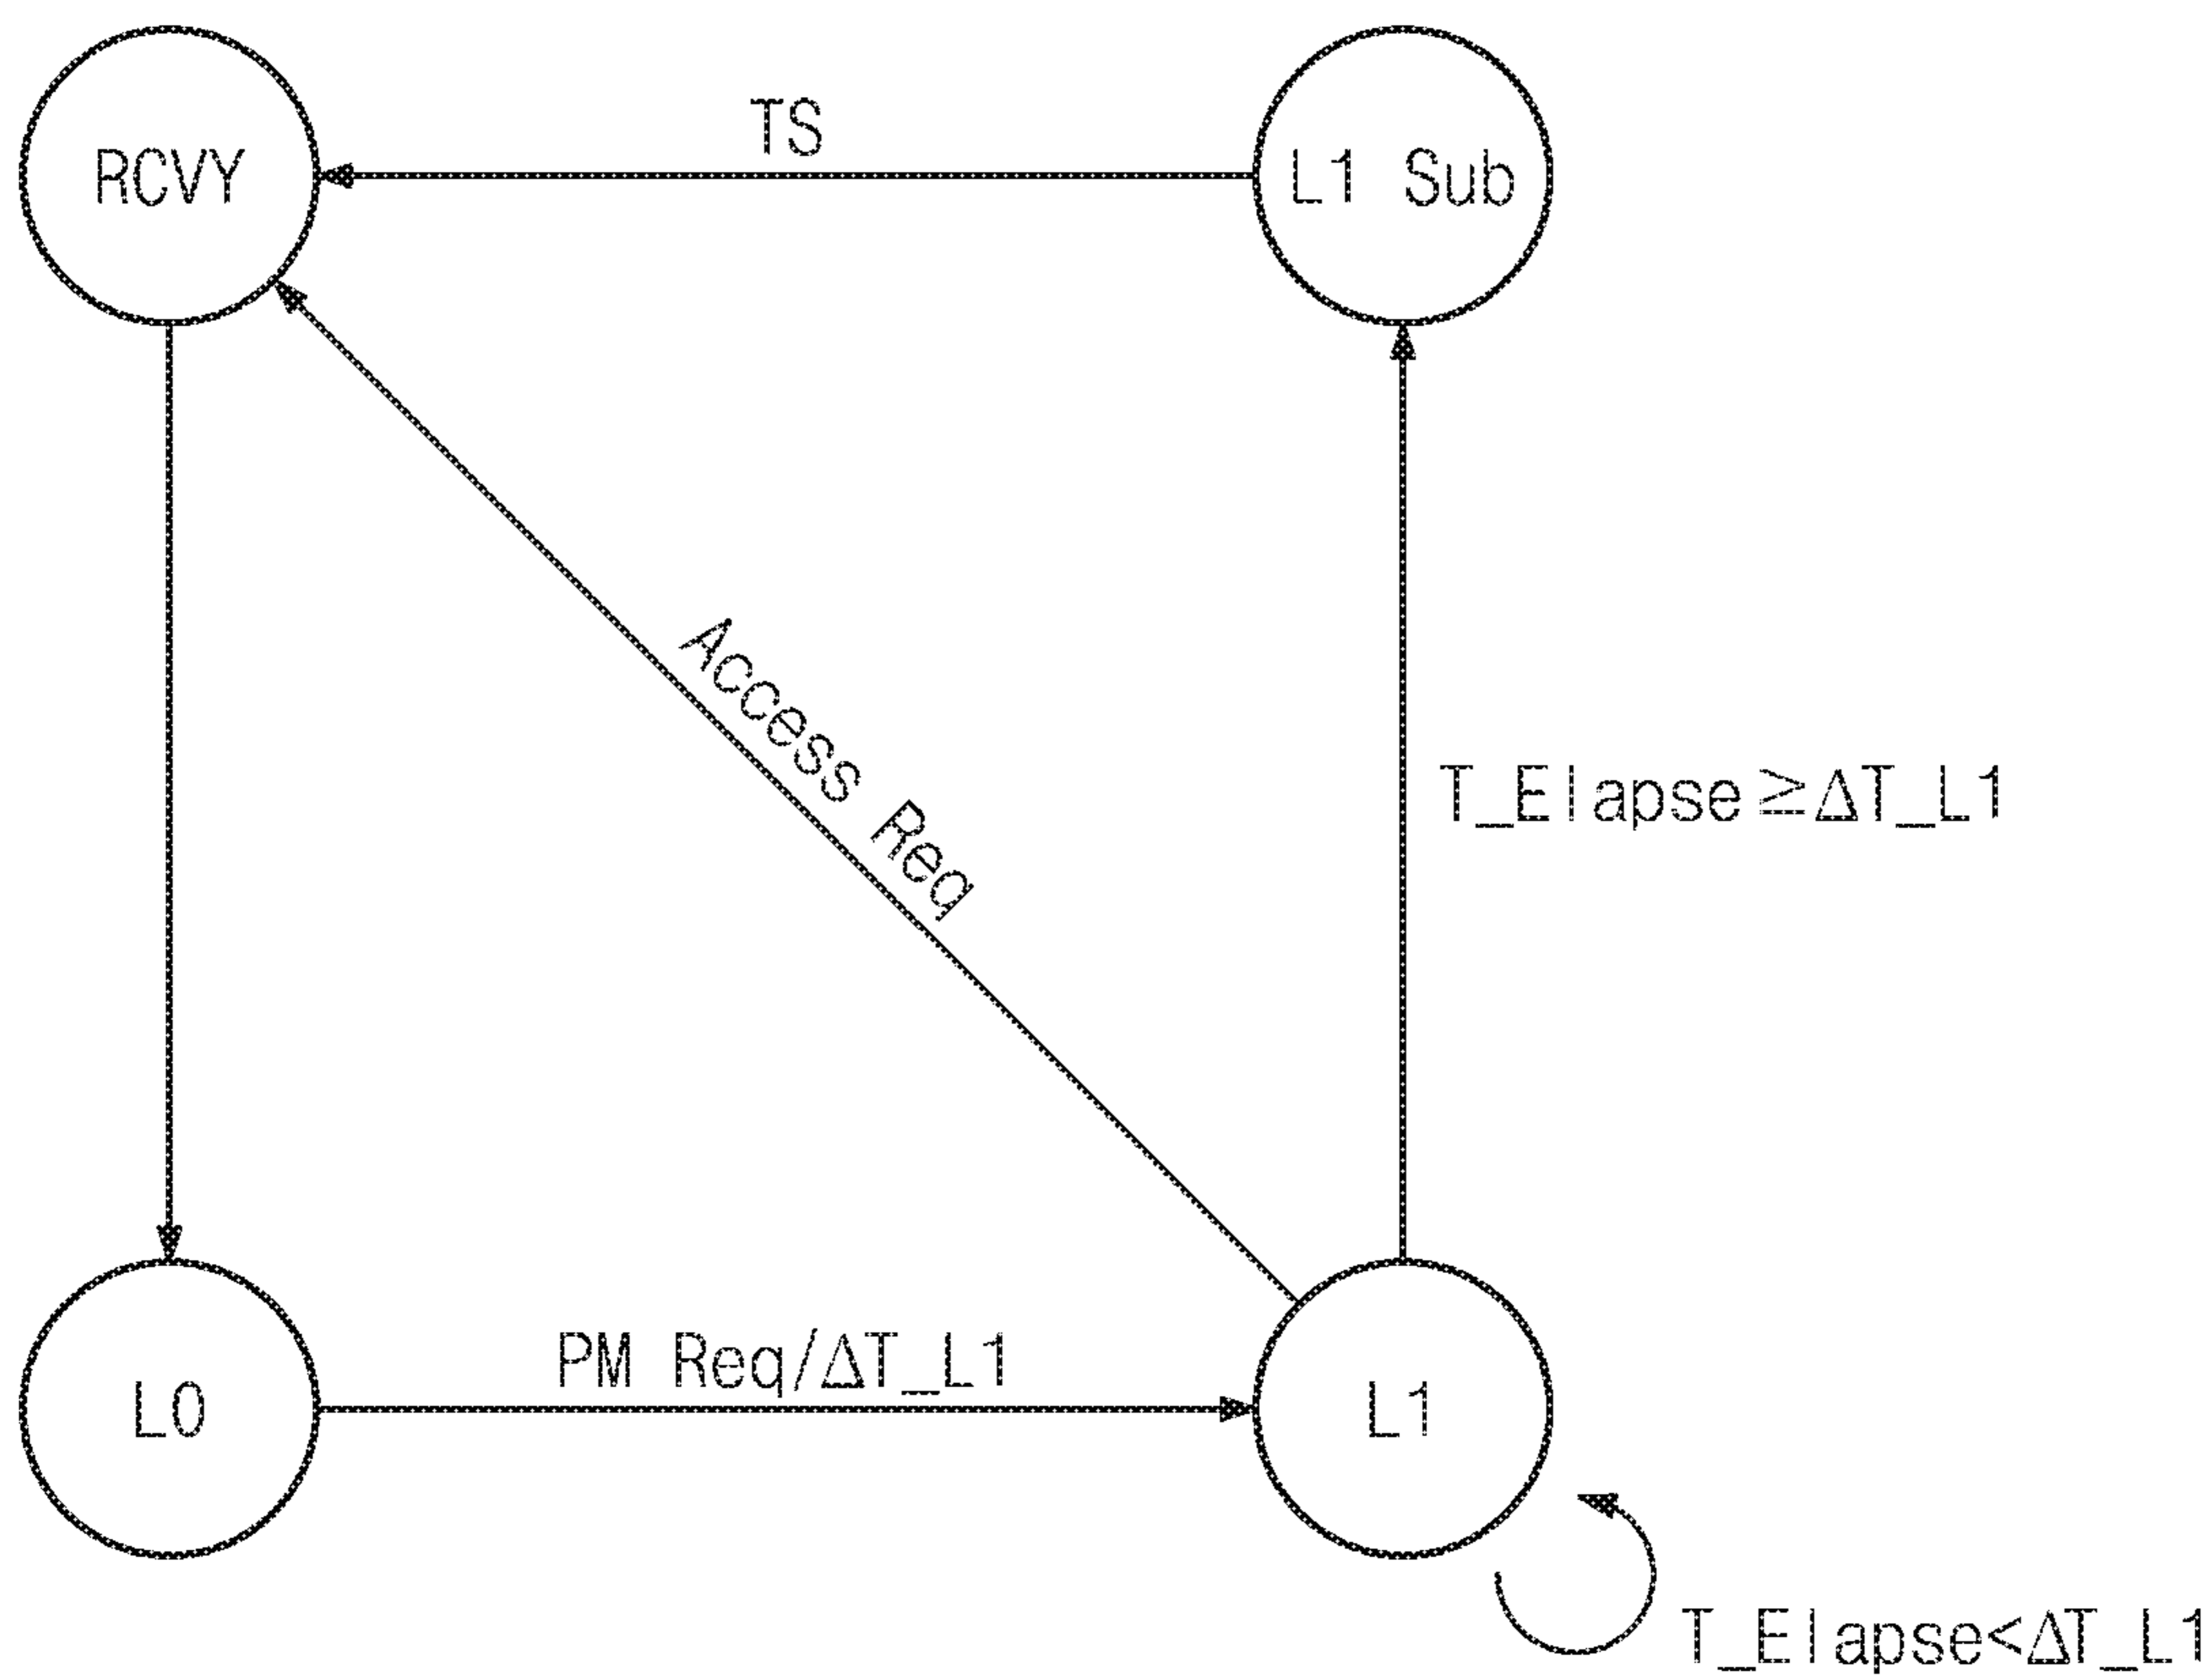 RCVY
TS
L1 Sub
Access Req
T_Elapse≧ΔT_L1
L0
PM Req/ΔT_L1
L1
T_Elapse<ΔT_L1